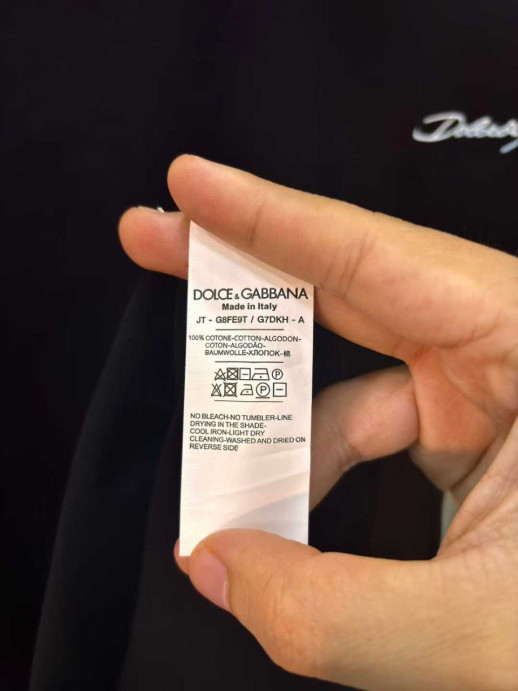 DOLCE & GABBANA
Made in Italy
JT - G8FE9T / G7DKH - A
100% COTONE-COTTON-ALGODON-
COTON-ALGODÃO-
BAUMWOLLE-ХЛОПОК-棉
NO BLEACH-NO TUMBLER-LINE
DRYING IN THE SHADE-
COOL IRON-LIGHT DRY
CLEANING-WASHED AND DRIED ON
REVERSE SIDE